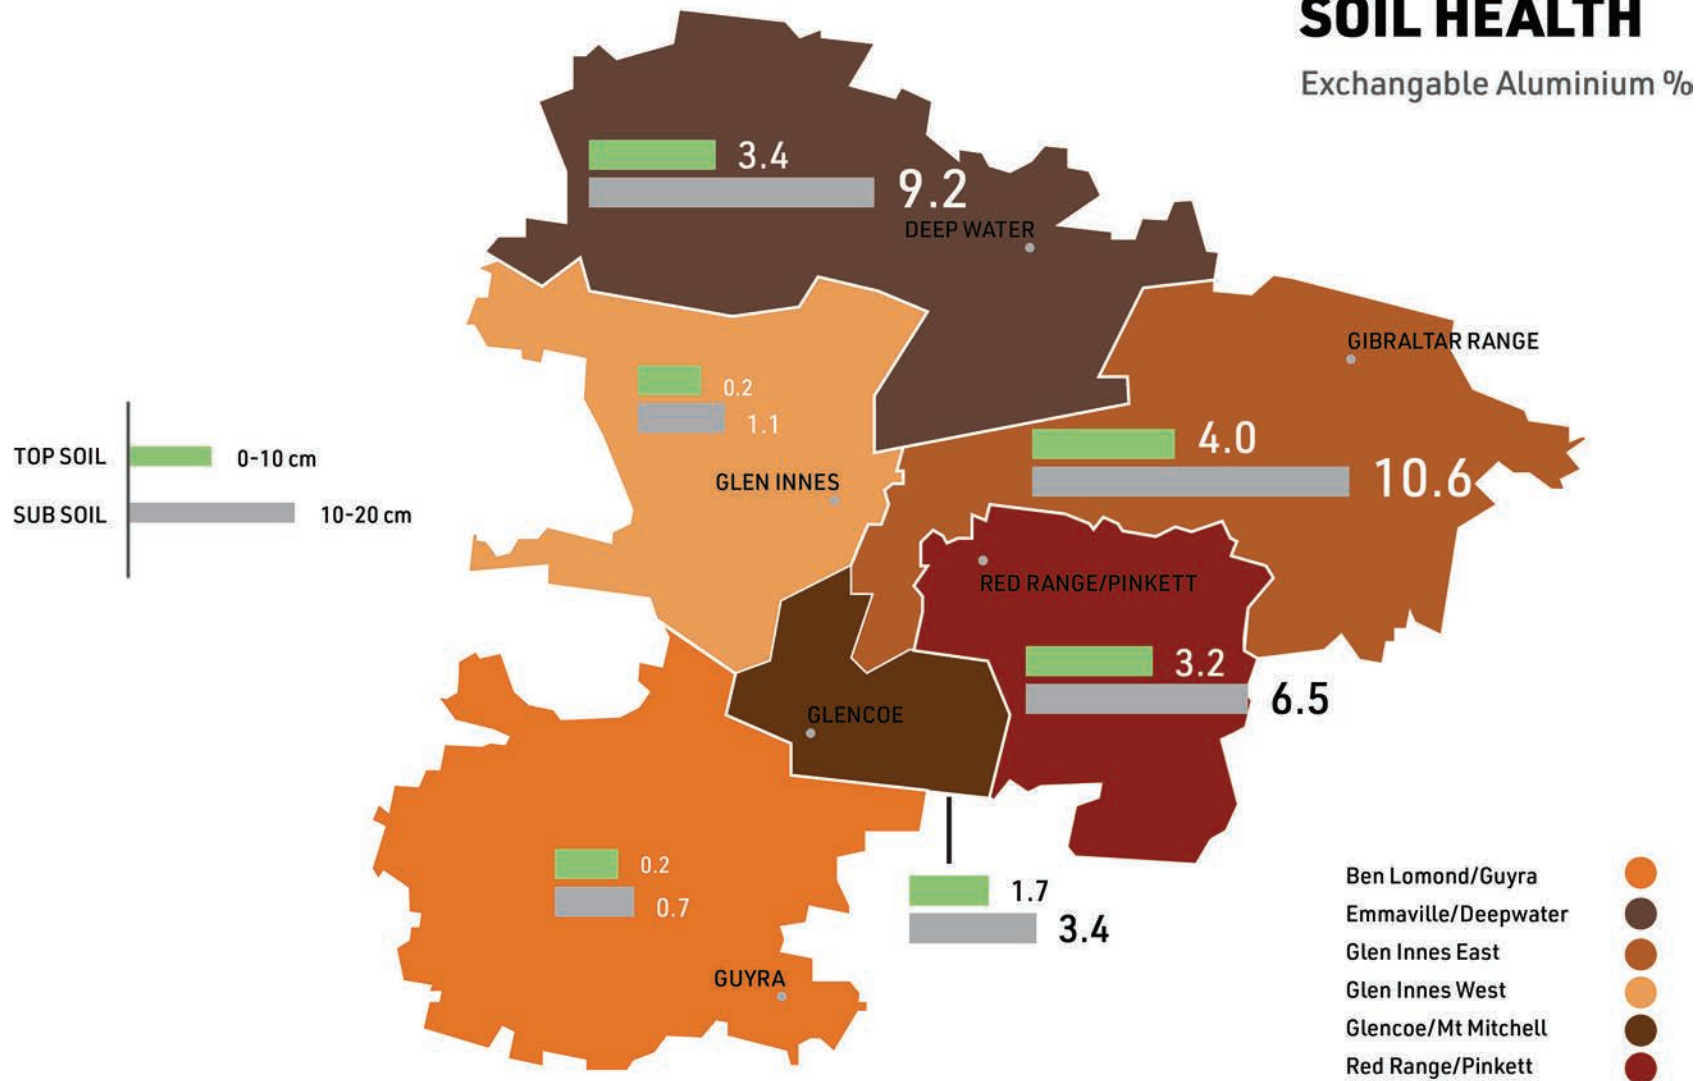 SOIL HEALTH
Exchangable Aluminium %
3.4
9.2
DEEP WATER
GIBRALTAR RANGE
0.2
1.1
4.0
10.6
TOP SOIL 0-10 cm
SUB SOIL 10-20 cm
GLEN INNES
RED RANGE/PINKETT
3.2
6.5
GLENCOE
0.2
0.7
1.7
3.4
GUYRA
Ben Lomond/Guyra
Emmaville/Deepwater
Glen Innes East
Glen Innes West
Glencoe/Mt Mitchell
Red Range/Pinkett